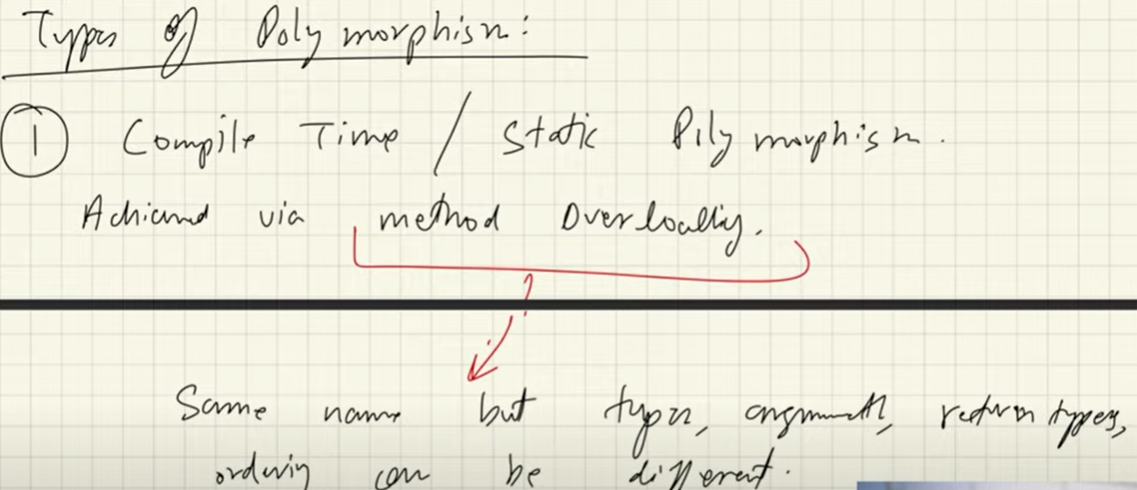 Types of Polymorphism:
① Compile Time / Static Polymorphism.
Achieved via method Overloading.
Same name but types, arguments, return types,
ordering can be different.